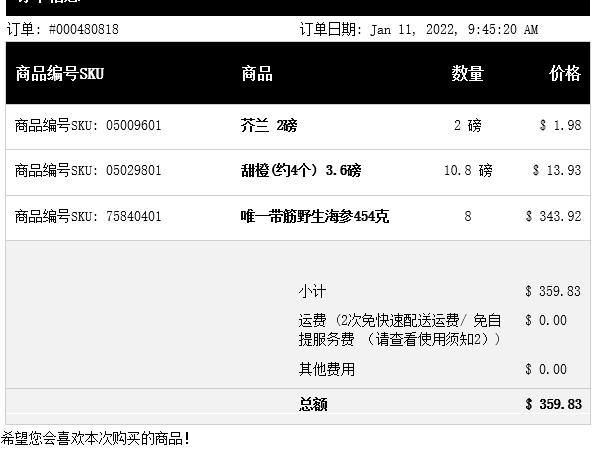 订单: #000480818 订单日期: Jan 11, 2022, 9:45:20 AM
商品编号SKU 商品 数量 价格
商品编号SKU: 05009601 芥兰 2磅 2 磅 $ 1.98
商品编号SKU: 05029801 甜橙(约4个) 3.6磅 10.8 磅 $ 13.93
商品编号SKU: 75840401 唯一带筋野生海参454克 8 $ 343.92
小计 $ 359.83
运费 (2次免快速配送运费/ 免自 $ 0.00
提服务费 （请查看使用须知2）)
其他费用 $ 0.00
总额 $ 359.83
希望您会喜欢本次购买的商品!